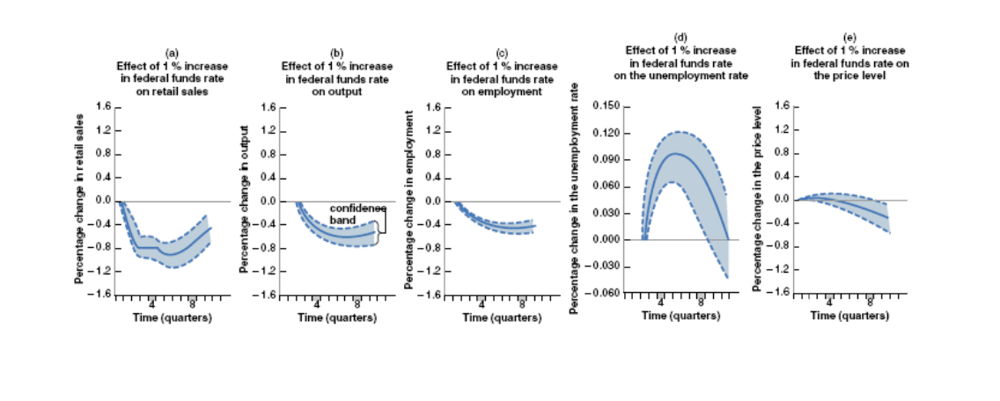 (a)
Effect of 1 % increase
in federal funds rate
on retail sales
Percentage change in retail sales
1.6
1.2
0.8
0.4
0.0
−0.4
−0.8
−1.2
−1.6
4
8
Time (quarters)
(b)
Effect of 1 % increase
in federal funds rate
on output
Percentage change in output
1.6
1.2
0.8
0.4
0.0
−0.4
−0.8
−1.2
−1.6
confidence
band
4
8
Time (quarters)
(c)
Effect of 1 % increase
in federal funds rate
on employment
Percentage change in employment
1.6
1.2
0.8
0.4
0.0
−0.4
−0.8
−1.2
−1.6
4
8
Time (quarters)
(d)
Effect of 1 % increase
in federal funds rate
on the unemployment rate
Percentage change in the unemployment rate
0.150
0.120
0.090
0.060
0.030
0.000
−0.030
−0.060
4
8
Time (quarters)
(e)
Effect of 1 % increase
in federal funds rate on
the price level
Percentage change in the price level
1.6
1.2
0.8
0.4
0.0
−0.4
−0.8
−1.2
−1.6
4
8
Time (quarters)